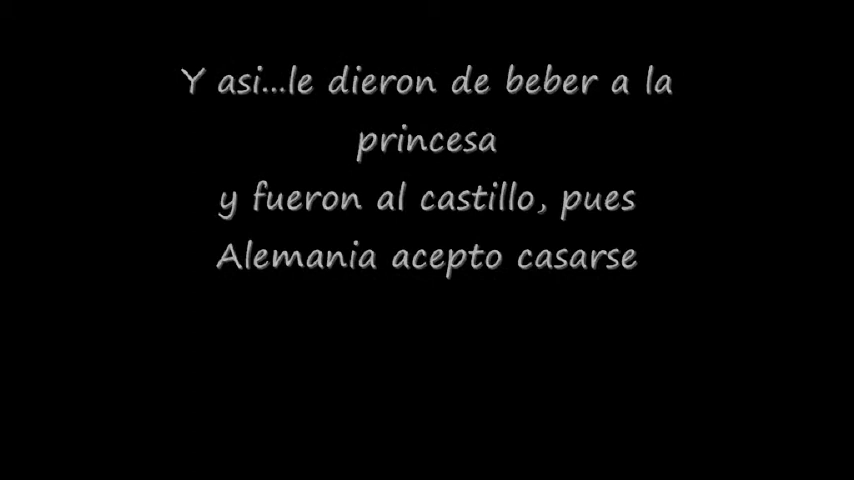 Y asi...le dieron de beber a la
princesa
y fueron al castillo, pues
Alemania acepto casarse